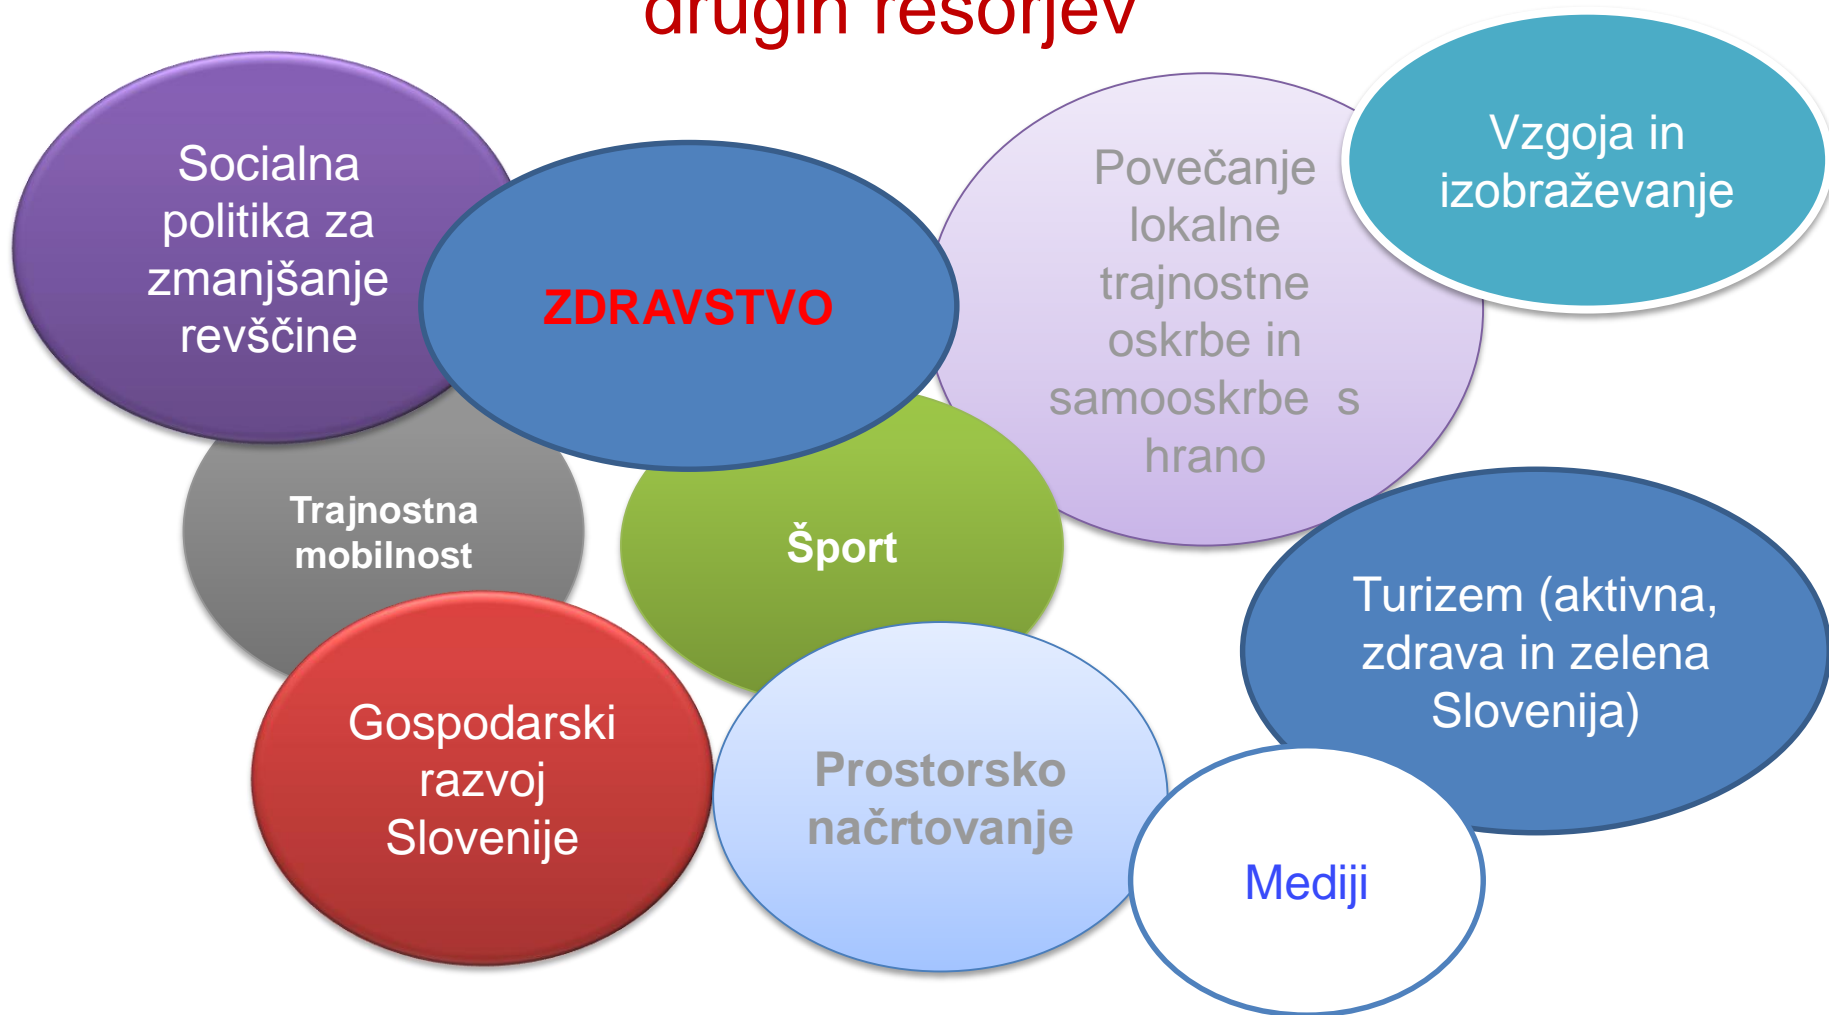 drugih resorjev
Socialna
politika za
zmanjšanje
revščine
ZDRAVSTVO
Povečanje
lokalne
trajnostne
oskrbe in
samooskrbe  s
hrano
Vzgoja in
izobraževanje
Trajnostna
mobilnost
Šport
Turizem (aktivna,
zdrava in zelena
Slovenija)
Gospodarski
razvoj
Slovenije
Prostorsko
načrtovanje
Mediji